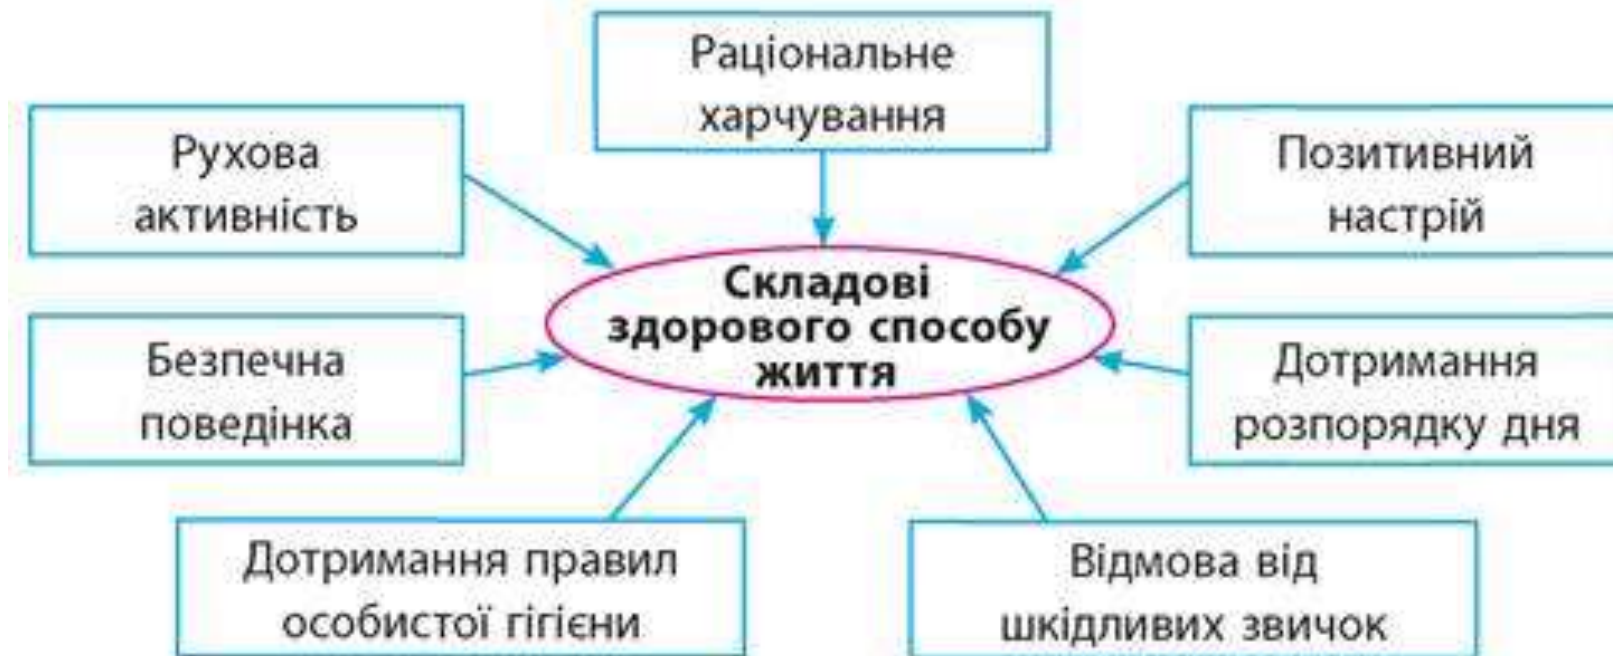 Раціональне
харчування
Рухова
активність
Позитивний
настрій
Складові
здорового способу
життя
Безпечна
поведінка
Дотримання
розпорядку дня
Дотримання правил
особистої гігієни
Відмова від
шкідливих звичок